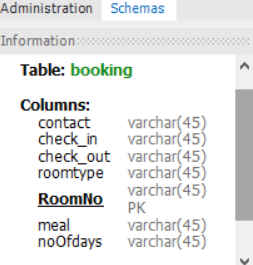 Administration Schemas
Information
Table: booking
Columns:
contact varchar(45)
check_in varchar(45)
check_out varchar(45)
roomtype varchar(45)
RoomNo varchar(45)
PK
meal varchar(45)
noOfdays varchar(45)